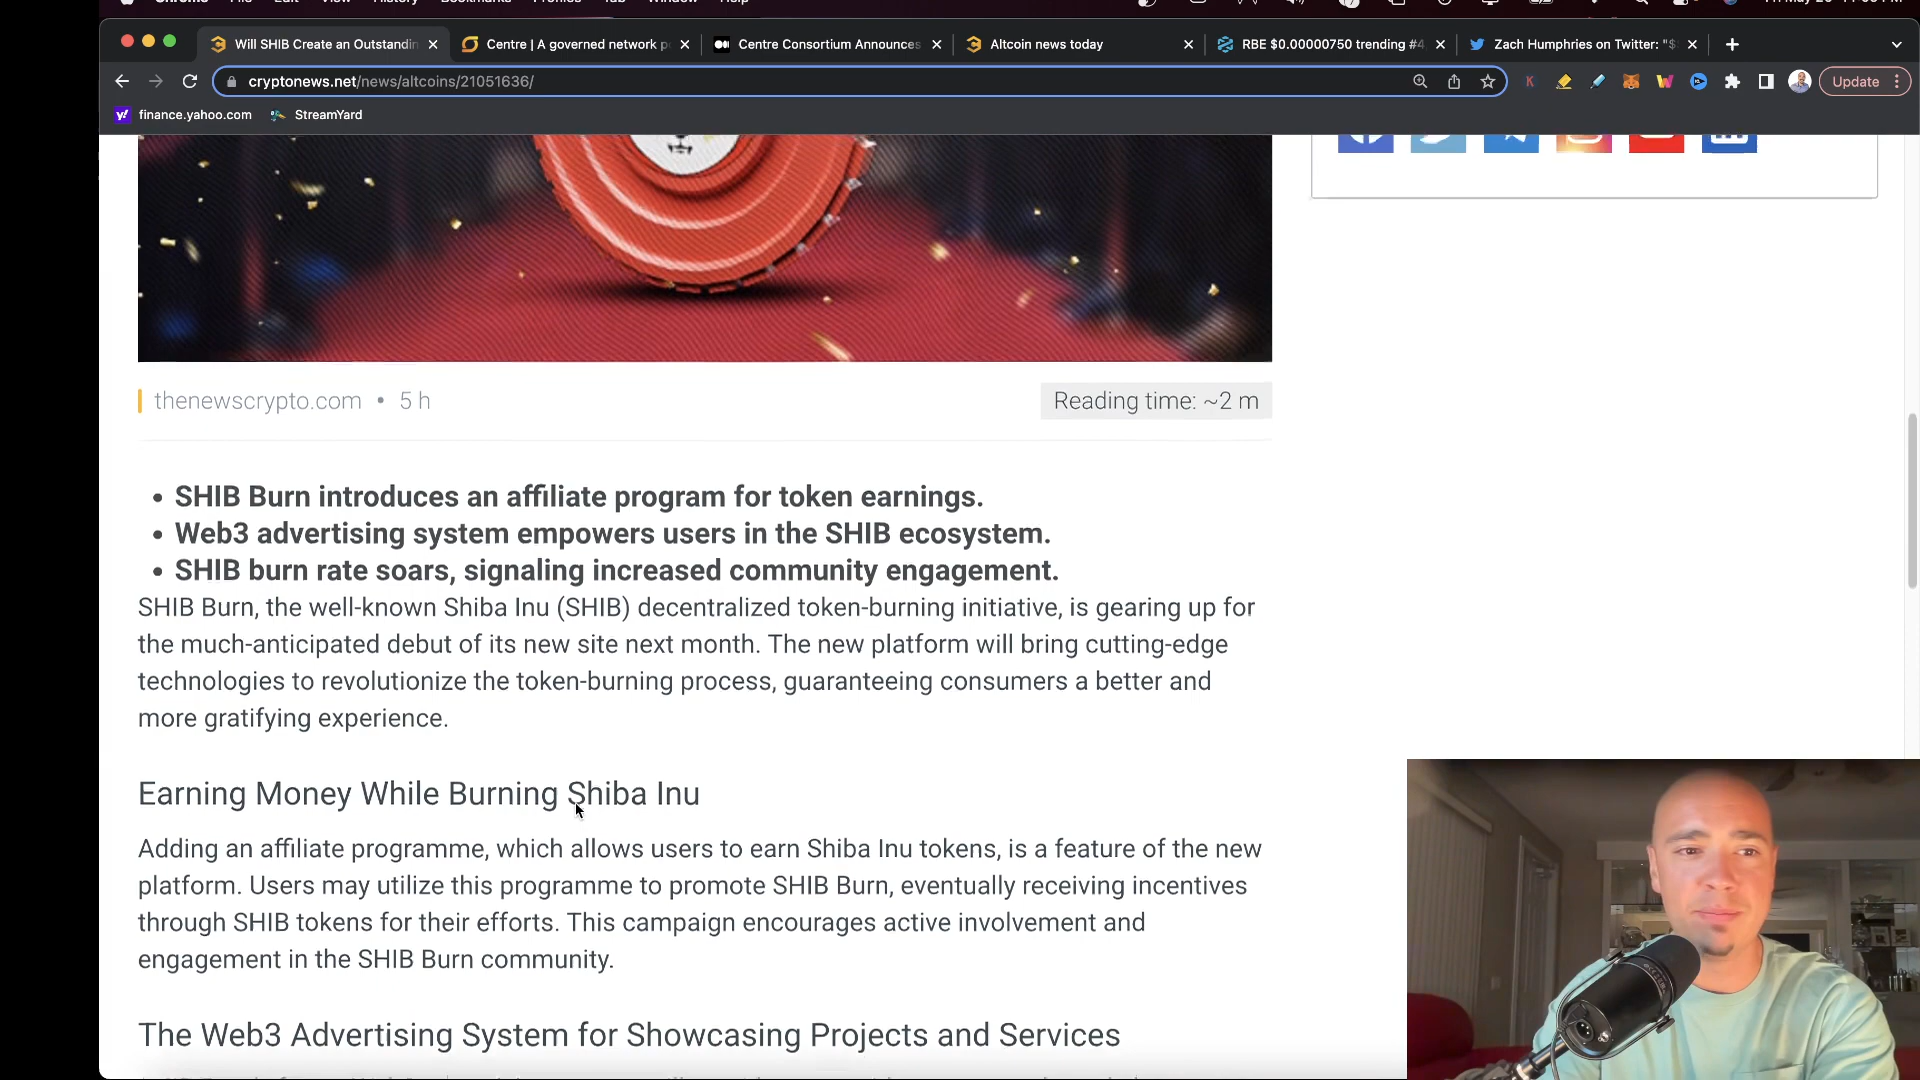 Will SHIB Create an Outstandin
Centre | A governed network p
Centre Consortium Announces
Altcoin news today
RBE $0.00000750 trending #4
Zach Humphries on Twitter: "$
cryptonews.net/news/altcoins/21051636/
Update
finance.yahoo.com
StreamYard
thenewscrypto.com • 5 h
Reading time: ~2 m
• SHIB Burn introduces an affiliate program for token earnings.
• Web3 advertising system empowers users in the SHIB ecosystem.
• SHIB burn rate soars, signaling increased community engagement.
SHIB Burn, the well-known Shiba Inu (SHIB) decentralized token-burning initiative, is gearing up for
the much-anticipated debut of its new site next month. The new platform will bring cutting-edge
technologies to revolutionize the token-burning process, guaranteeing consumers a better and
more gratifying experience.
Earning Money While Burning Shiba Inu
Adding an affiliate programme, which allows users to earn Shiba Inu tokens, is a feature of the new
platform. Users may utilize this programme to promote SHIB Burn, eventually receiving incentives
through SHIB tokens for their efforts. This campaign encourages active involvement and
engagement in the SHIB Burn community.
The Web3 Advertising System for Showcasing Projects and Services